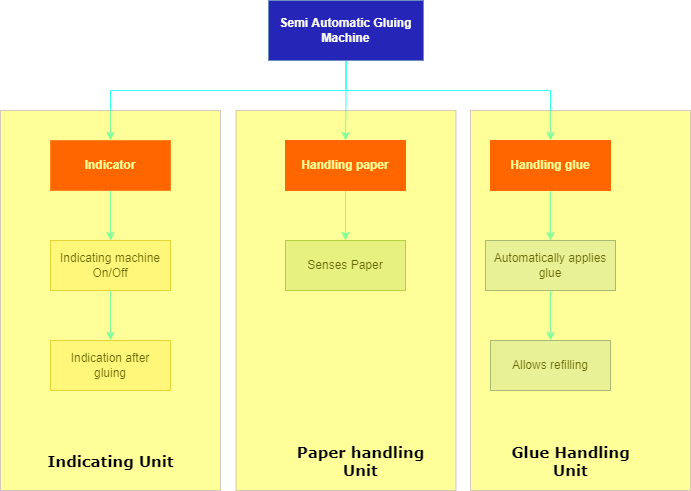 Semi Automatic Gluing
Machine
Indicator
Indicating machine
On/Off
Indication after
gluing
Indicating Unit
Handling paper
Senses Paper
Paper handling
Unit
Handling glue
Automatically applies
glue
Allows refilling
Glue Handling
Unit